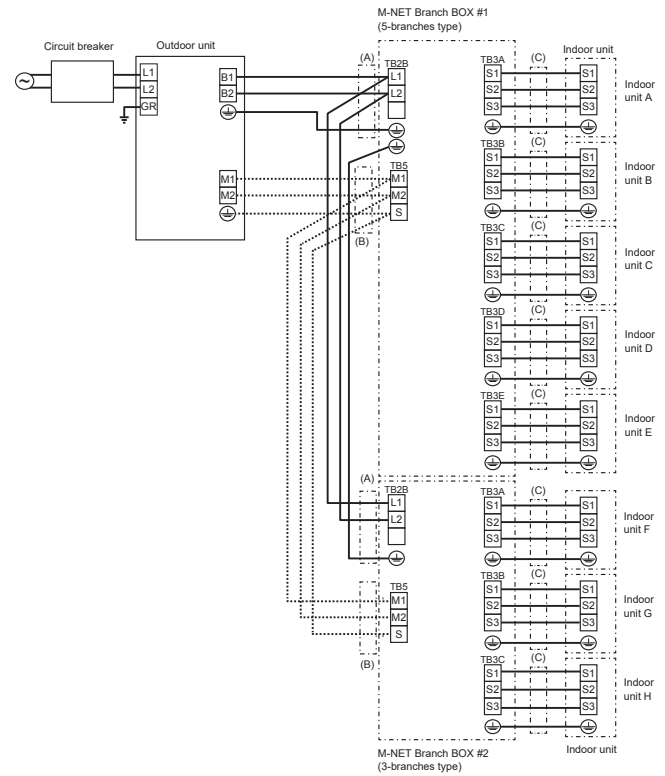 M-NET Branch BOX #1
(5-branches type)
Circuit breaker
Outdoor unit
Indoor unit
L1
L2
GR
B1
B2
M1
M2
(A)
TB2B
L1
L2
TB5
M1
M2
S
(B)
TB3A
(C)
S1
S2
S3
S1
S2
S3
Indoor
unit A
TB3B
(C)
S1
S2
S3
S1
S2
S3
Indoor
unit B
TB3C
(C)
S1
S2
S3
S1
S2
S3
Indoor
unit C
TB3D
(C)
S1
S2
S3
S1
S2
S3
Indoor
unit D
TB3E
(C)
S1
S2
S3
S1
S2
S3
Indoor
unit E
(A)
TB2B
L1
L2
TB5
M1
M2
S
(B)
TB3A
(C)
S1
S2
S3
S1
S2
S3
Indoor
unit F
TB3B
(C)
S1
S2
S3
S1
S2
S3
Indoor
unit G
TB3C
(C)
S1
S2
S3
S1
S2
S3
Indoor
unit H
Indoor unit
M-NET Branch BOX #2
(3-branches type)